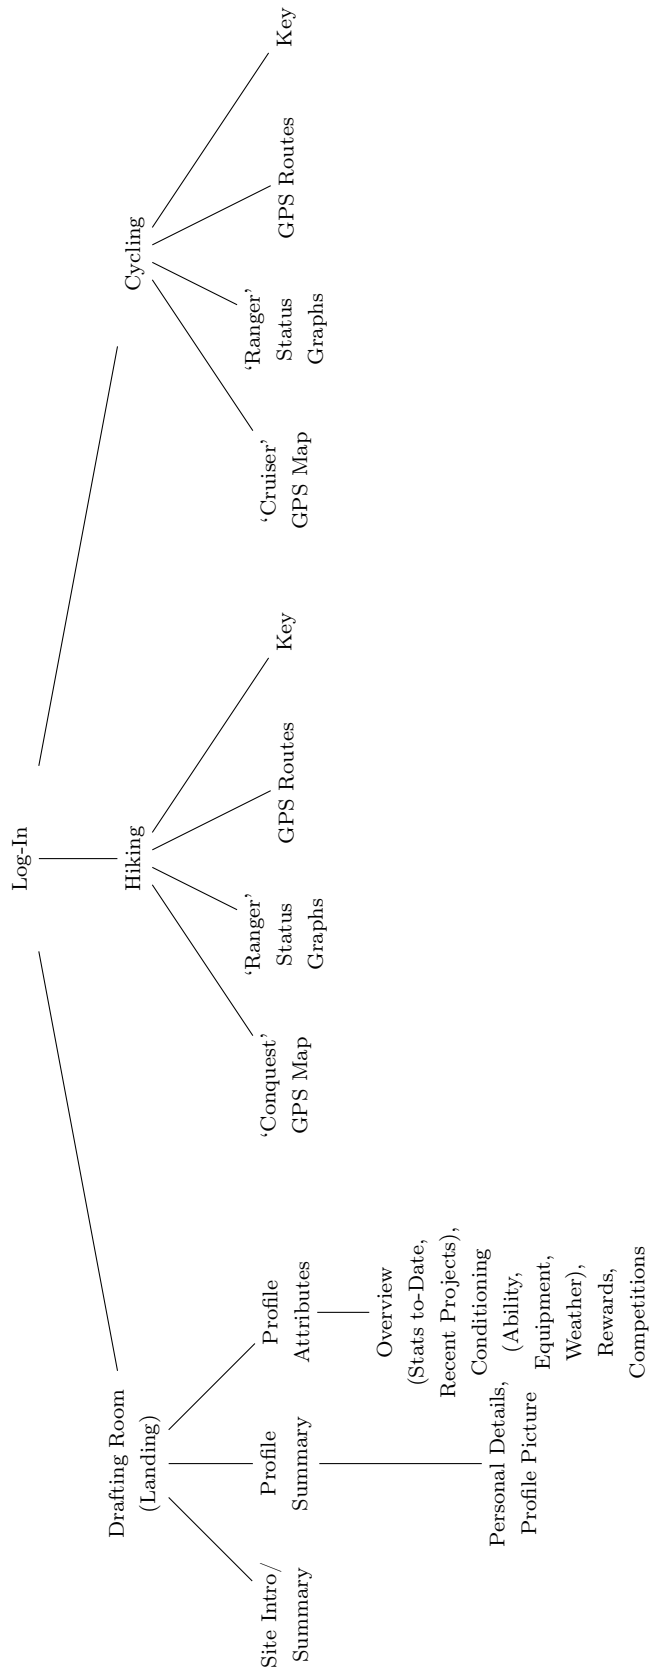 Log-In
Drafting Room
(Landing)
Hiking
Cycling
Site Intro/
Summary
Profile
Summary
Profile
Attributes
‘Conquest’
GPS Map
‘Ranger’
Status
Graphs
GPS Routes
Key
‘Cruiser’
GPS Map
‘Ranger’
Status
Graphs
GPS Routes
Key
Personal Details,
Profile Picture
Overview
(Stats to-Date,
Recent Projects),
Conditioning
(Ability,
Equipment,
Weather),
Rewards,
Competitions